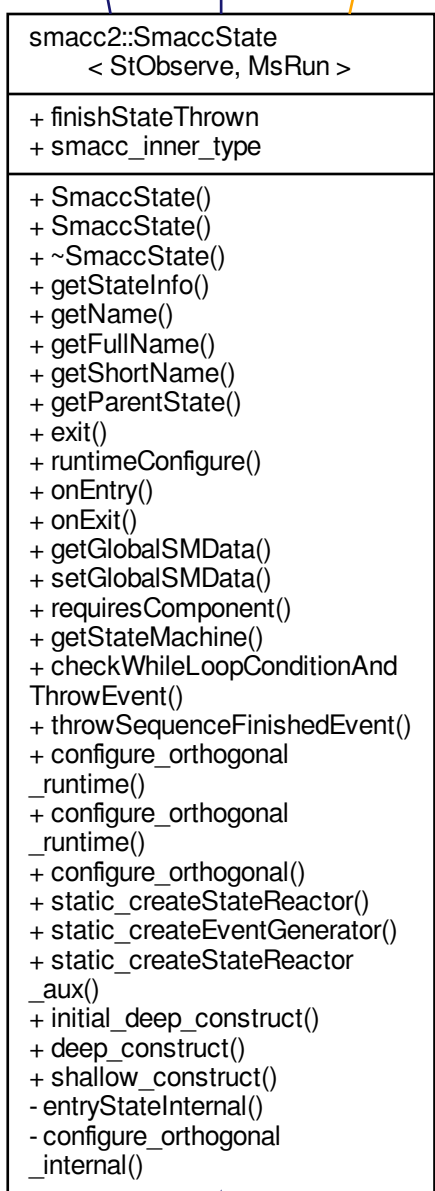 smacc2::SmaccState
< StObserve, MsRun >
+ finishStateThrown
+ smacc_inner_type
+ SmaccState()
+ SmaccState()
+ ~SmaccState()
+ getStateInfo()
+ getName()
+ getFullName()
+ getShortName()
+ getParentState()
+ exit()
+ runtimeConfigure()
+ onEntry()
+ onExit()
+ getGlobalSMData()
+ setGlobalSMData()
+ requiresComponent()
+ getStateMachine()
+ checkWhileLoopConditionAnd
ThrowEvent()
+ throwSequenceFinishedEvent()
+ configure_orthogonal
_runtime()
+ configure_orthogonal
_runtime()
+ configure_orthogonal()
+ static_createStateReactor()
+ static_createEventGenerator()
+ static_createStateReactor
_aux()
+ initial_deep_construct()
+ deep_construct()
+ shallow_construct()
- entryStateInternal()
- configure_orthogonal
_internal()